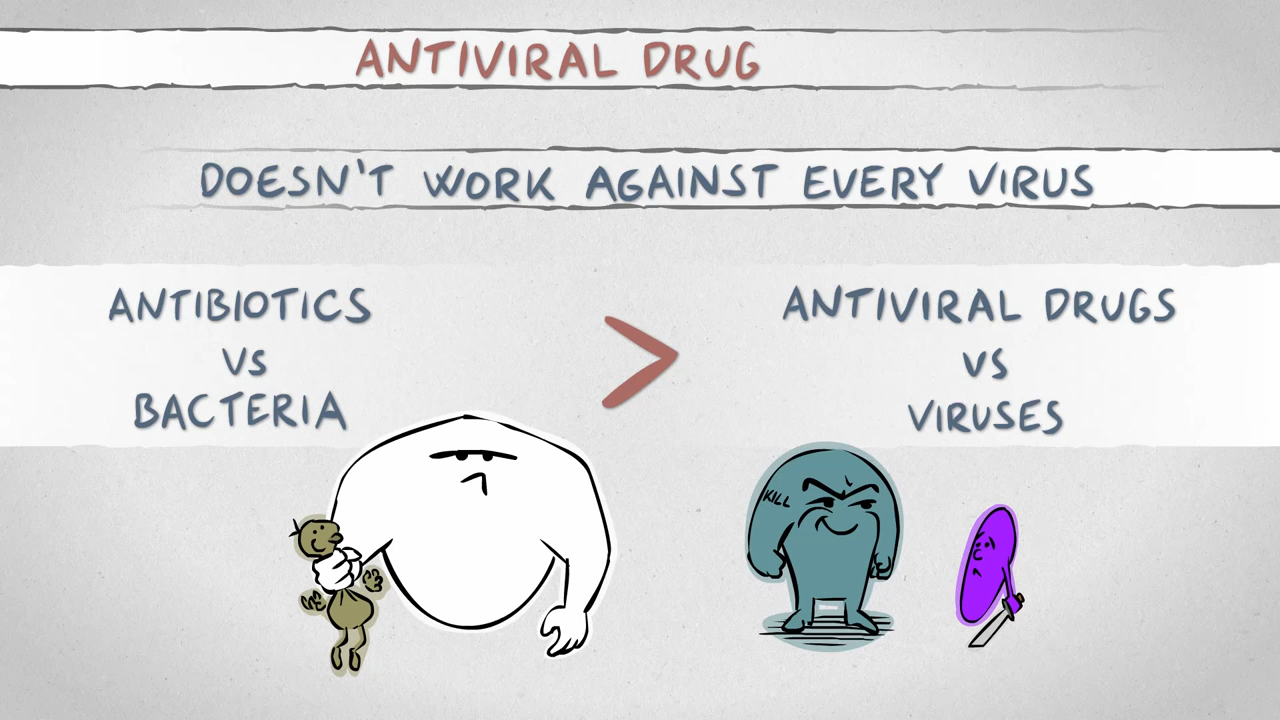 ANTIVIRAL DRUG
DOESN'T WORK AGAINST EVERY VIRUS
ANTIBIOTICS
VS
BACTERIA
>
ANTIVIRAL DRUGS
VS
VIRUSES
KILL